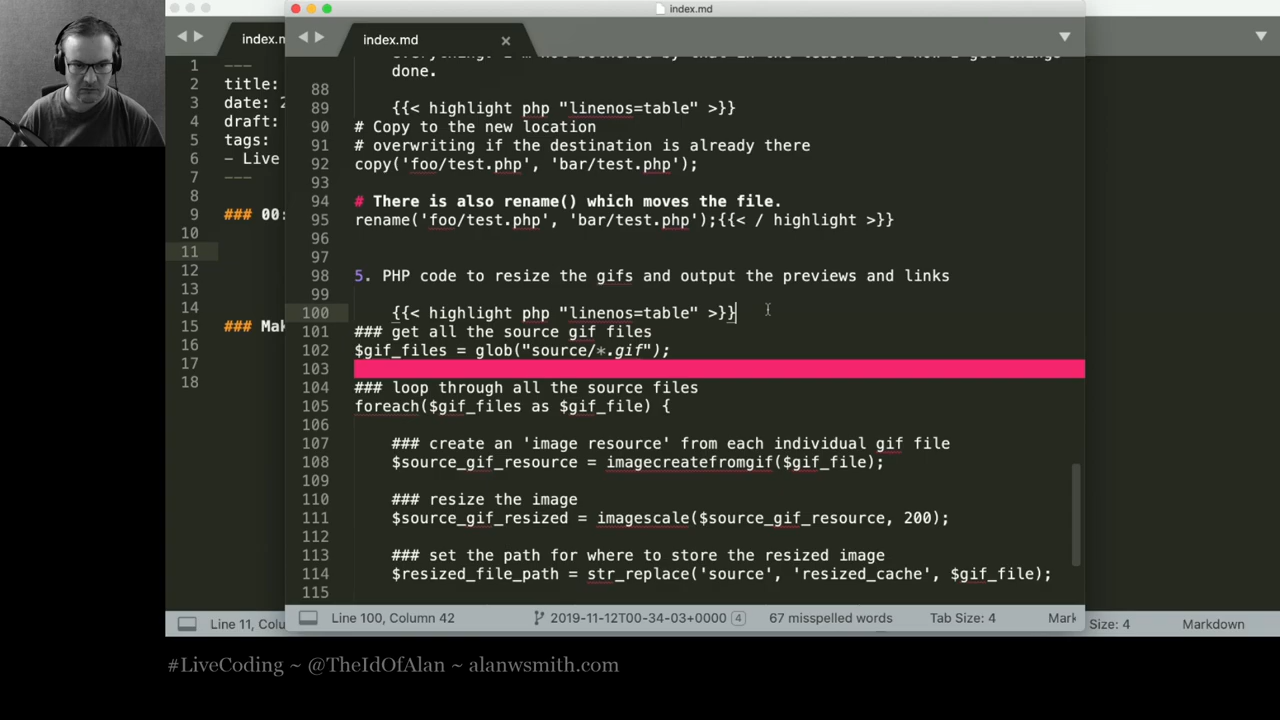 index.md
index.m
index.md
1 ---
2 title:
3 date: 2
4 draft:
5 tags:
6 - Live
7 ---
8
9 ### 00:
10
11
12
13
14
15 ### Mak
16
17
18
done.
88
89 {{< highlight php "linenos=table" >}}
90 # Copy to the new location
91 # overwriting if the destination is already there
92 copy('foo/test.php', 'bar/test.php');
93
94 # There is also rename() which moves the file.
95 rename('foo/test.php', 'bar/test.php');{{< / highlight >}}
96
97
98 5. PHP code to resize the gifs and output the previews and links
99
100 {{< highlight php "linenos=table" >}}
101 ### get all the source gif files
102 $gif_files = glob("source/*.gif");
103
104 ### loop through all the source files
105 foreach($gif_files as $gif_file) {
106
107 ### create an 'image resource' from each individual gif file
108 $source_gif_resource = imagecreatefromgif($gif_file);
109
110 ### resize the image
111 $source_gif_resized = imagescale($source_gif_resource, 200);
112
113 ### set the path for where to store the resized image
114 $resized_file_path = str_replace('source', 'resized_cache', $gif_file);
115
Line 11, Colu
Line 100, Column 42
2019-11-12T00-34-03+0000 4
67 misspelled words
Tab Size: 4
Mark
Size: 4
Markdown
#LiveCoding ~ @TheIdOfAlan ~ alanwsmith.com